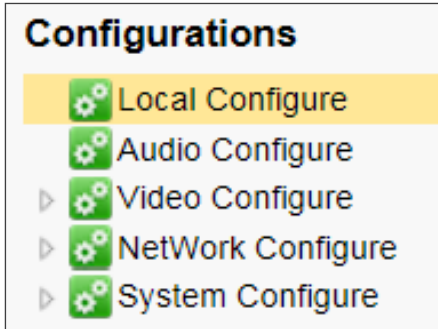 Configurations
Local Configure
Audio Configure
Video Configure
NetWork Configure
System Configure